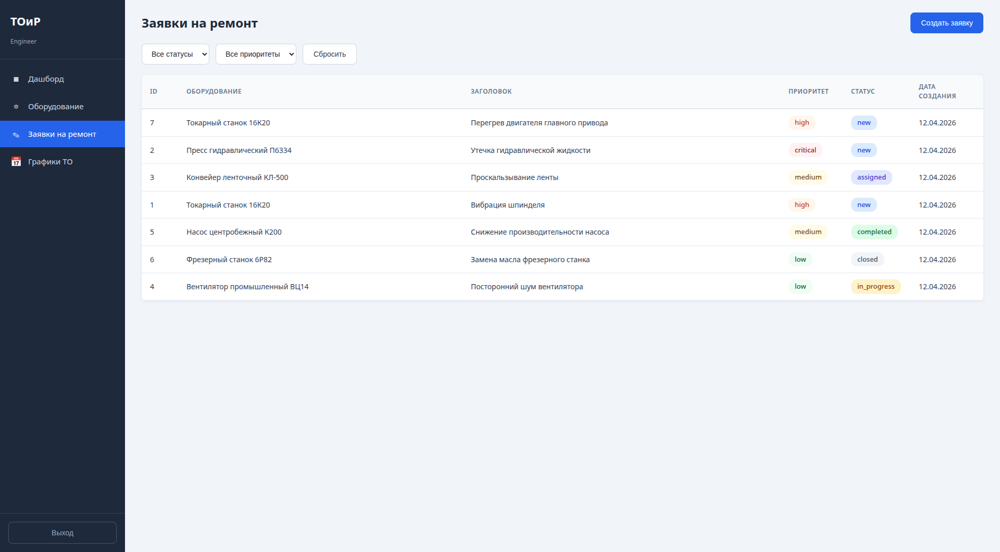 ТОиР
Engineer
Дашборд
Оборудование
Заявки на ремонт
Графики ТО
Выход
Заявки на ремонт
Создать заявку
Все статусы Все приоритеты Сбросить
ID ОБОРУДОВАНИЕ ЗАГОЛОВОК ПРИОРИТЕТ СТАТУС ДАТА СОЗДАНИЯ
7 Токарный станок 16К20 Перегрев двигателя главного привода high new 12.04.2026
2 Пресс гидравлический П6334 Утечка гидравлической жидкости critical new 12.04.2026
3 Конвейер ленточный КЛ-500 Проскальзывание ленты medium assigned 12.04.2026
1 Токарный станок 16К20 Вибрация шпинделя high new 12.04.2026
5 Насос центробежный К200 Снижение производительности насоса medium completed 12.04.2026
6 Фрезерный станок 6Р82 Замена масла фрезерного станка low closed 12.04.2026
4 Вентилятор промышленный ВЦ14 Посторонний шум вентилятора low in_progress 12.04.2026